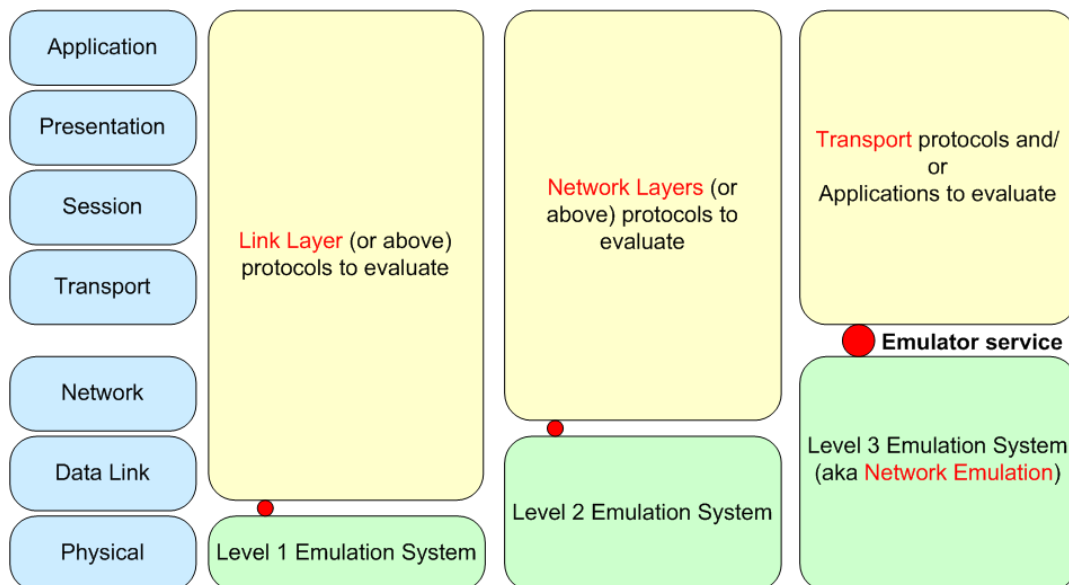 Application
Presentation
Session
Transport
Network
Data Link
Physical
Link Layer (or above)
protocols to evaluate
Level 1 Emulation System
Network Layers (or
above) protocols to
evaluate
Level 2 Emulation System
Transport protocols and/
or
Applications to evaluate
Emulator service
Level 3 Emulation System
(aka Network Emulation)